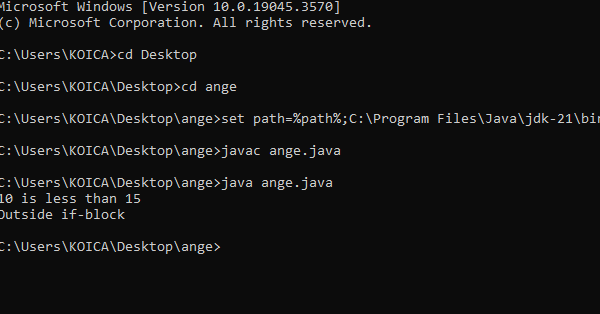 Microsoft Windows [Version 10.0.19045.3570]
(c) Microsoft Corporation. All rights reserved.
C:\Users\KOICA>cd Desktop
C:\Users\KOICA\Desktop>cd ange
C:\Users\KOICA\Desktop\ange>set path=%path%;C:\Program Files\Java\jdk-21\bin
C:\Users\KOICA\Desktop\ange>javac ange.java
C:\Users\KOICA\Desktop\ange>java ange.java
10 is less than 15
Outside if-block
C:\Users\KOICA\Desktop\ange>